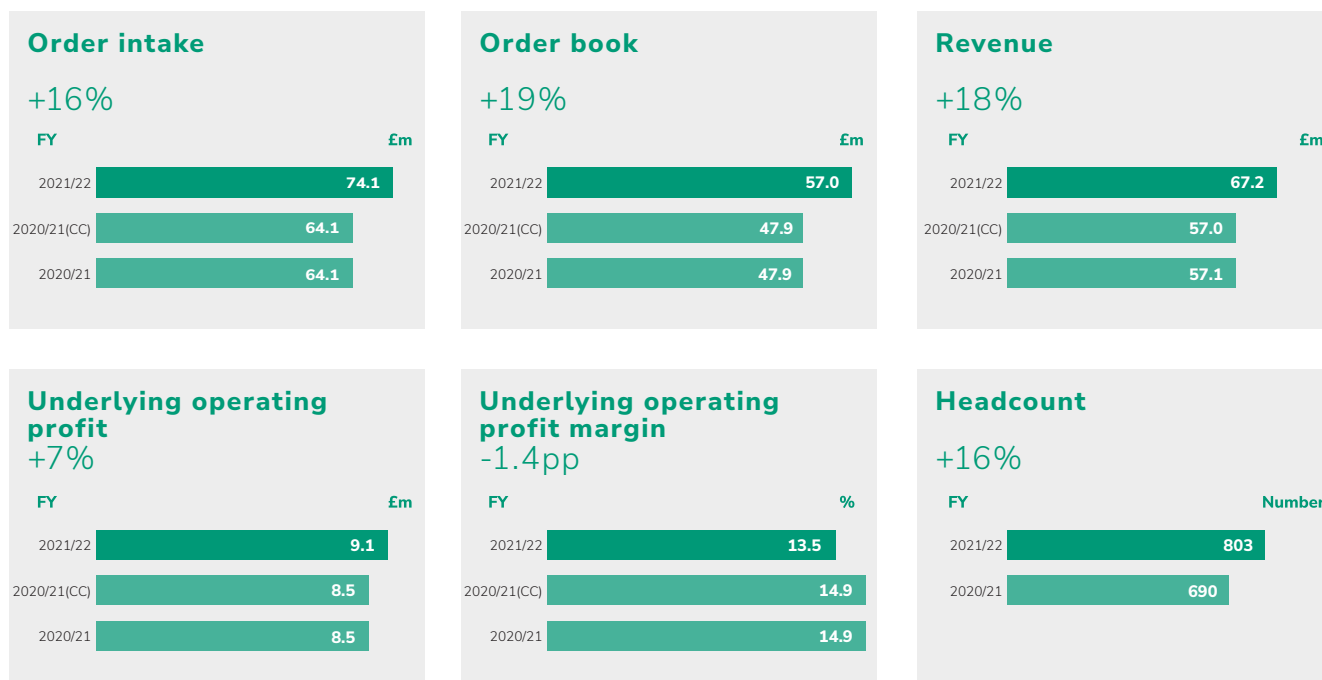 Order intake
+16%
FY £m
2021/22 74.1
2020/21(CC) 64.1
2020/21 64.1
Order book
+19%
FY £m
2021/22 57.0
2020/21(CC) 47.9
2020/21 47.9
Revenue
+18%
FY £m
2021/22 67.2
2020/21(CC) 57.0
2020/21 57.1
Underlying operating
profit
+7%
FY £m
2021/22 9.1
2020/21(CC) 8.5
2020/21 8.5
Underlying operating
profit margin
-1.4pp
FY %
2021/22 13.5
2020/21(CC) 14.9
2020/21 14.9
Headcount
+16%
FY Number
2021/22 803
2020/21 690